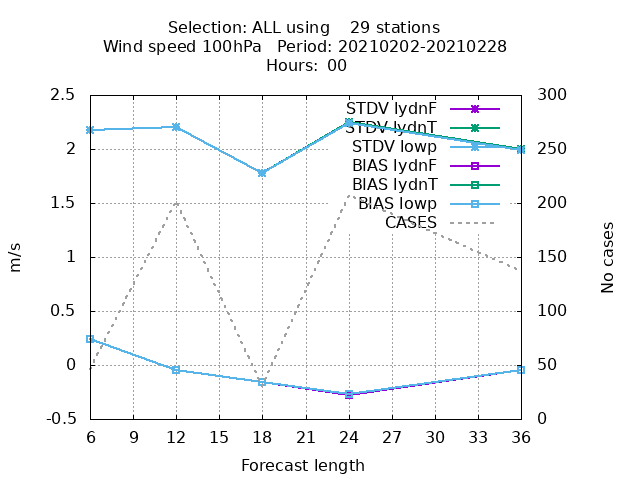 Selection: ALL using    29 stations
Wind speed 100hPa   Period: 20210202-20210228
Hours: 00
2.5
2
1.5
1
0.5
0
-0.5
m/s
300
250
200
150
100
50
0
No cases
STDV lydnF
STDV lydnT
STDV lowp
BIAS lydnF
BIAS lydnT
BIAS lowp
CASES
6 9 12 15 18 21 24 27 30 33 36
Forecast length